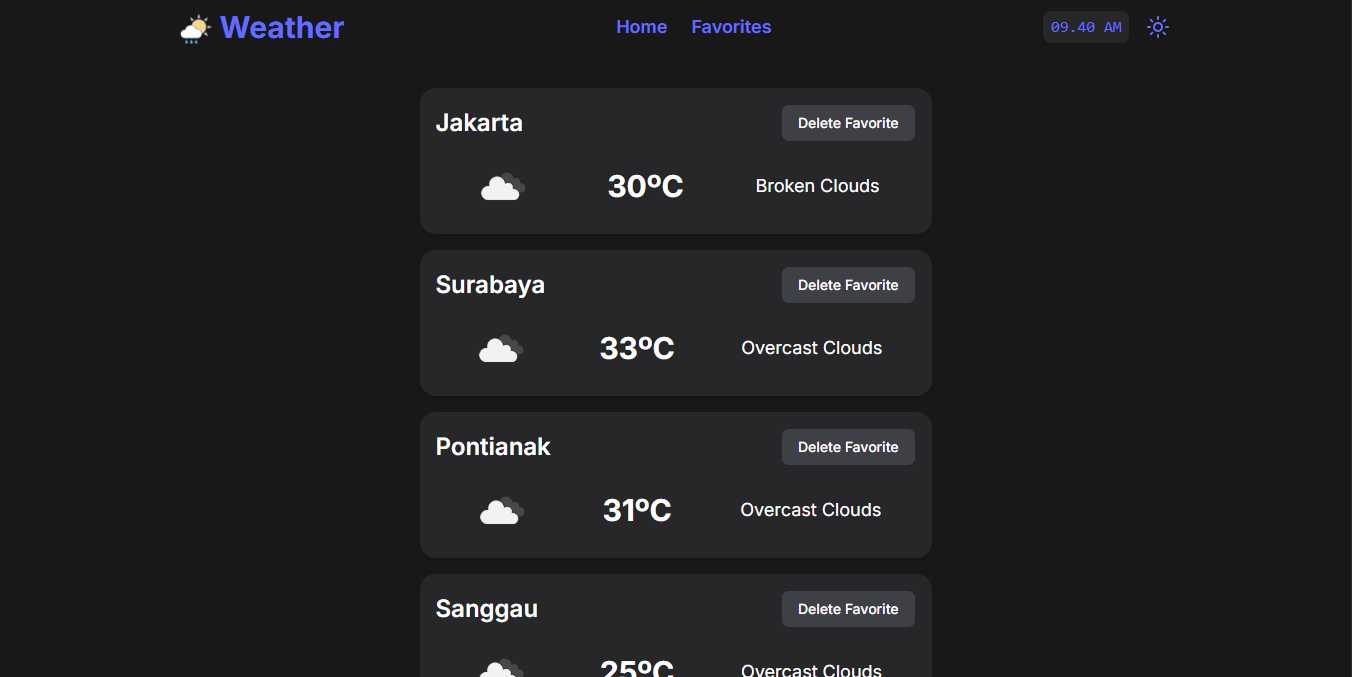 Weather Home Favorites 09.40 AM
Jakarta Delete Favorite
30ºC Broken Clouds
Surabaya Delete Favorite
33ºC Overcast Clouds
Pontianak Delete Favorite
31ºC Overcast Clouds
Sanggau Delete Favorite
25ºC Overcast Clouds